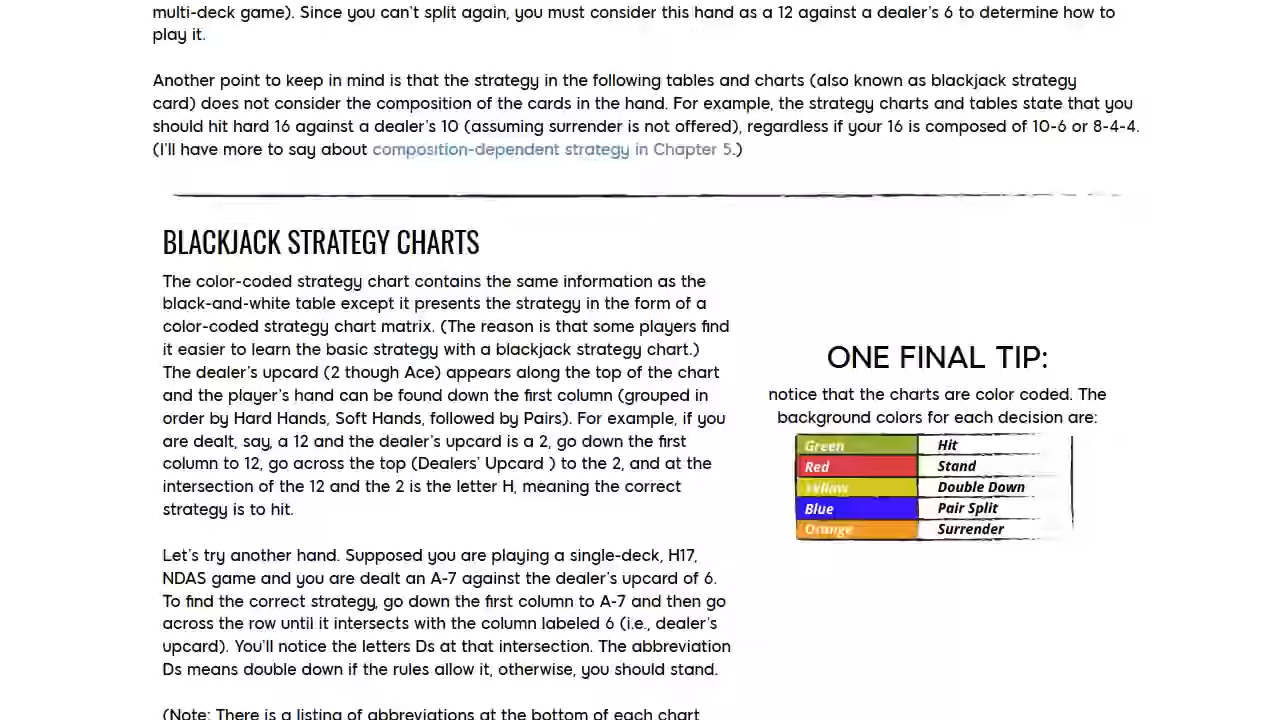 multi-deck game). Since you can't split again, you must consider this hand as a 12 against a dealer's 6 to determine how to
play it.
Another point to keep in mind is that the strategy in the following tables and charts (also known as blackjack strategy
card) does not consider the composition of the cards in the hand. For example, the strategy charts and tables state that you
should hit hard 16 against a dealer's 10 (assuming surrender is not offered), regardless if your 16 is composed of 10-6 or 8-4-4.
(I'll have more to say about composition-dependent strategy in Chapter 5.)
BLACKJACK STRATEGY CHARTS
The color-coded strategy chart contains the same information as the
black-and-white table except it presents the strategy in the form of a
color-coded strategy chart matrix. (The reason is that some players find
it easier to learn the basic strategy with a blackjack strategy chart.)
The dealer's upcard (2 though Ace) appears along the top of the chart
and the player's hand can be found down the first column (grouped in
order by Hard Hands, Soft Hands, followed by Pairs). For example, if you
are dealt, say, a 12 and the dealer's upcard is a 2, go down the first
column to 12, go across the top (Dealers' Upcard ) to the 2, and at the
intersection of the 12 and the 2 is the letter H, meaning the correct
strategy is to hit.
Let's try another hand. Supposed you are playing a single-deck, H17,
NDAS game and you are dealt an A-7 against the dealer's upcard of 6.
To find the correct strategy, go down the first column to A-7 and then go
across the row until it intersects with the column labeled 6 (i.e., dealer's
upcard). You'll notice the letters Ds at that intersection. The abbreviation
Ds means double down if the rules allow it, otherwise, you should stand.
(Note: There is a listing of abbreviations at the bottom of each chart
ONE FINAL TIP:
notice that the charts are color coded. The
background colors for each decision are:
Green Hit
Red Stand
Yellow Double Down
Blue Pair Split
Orange Surrender